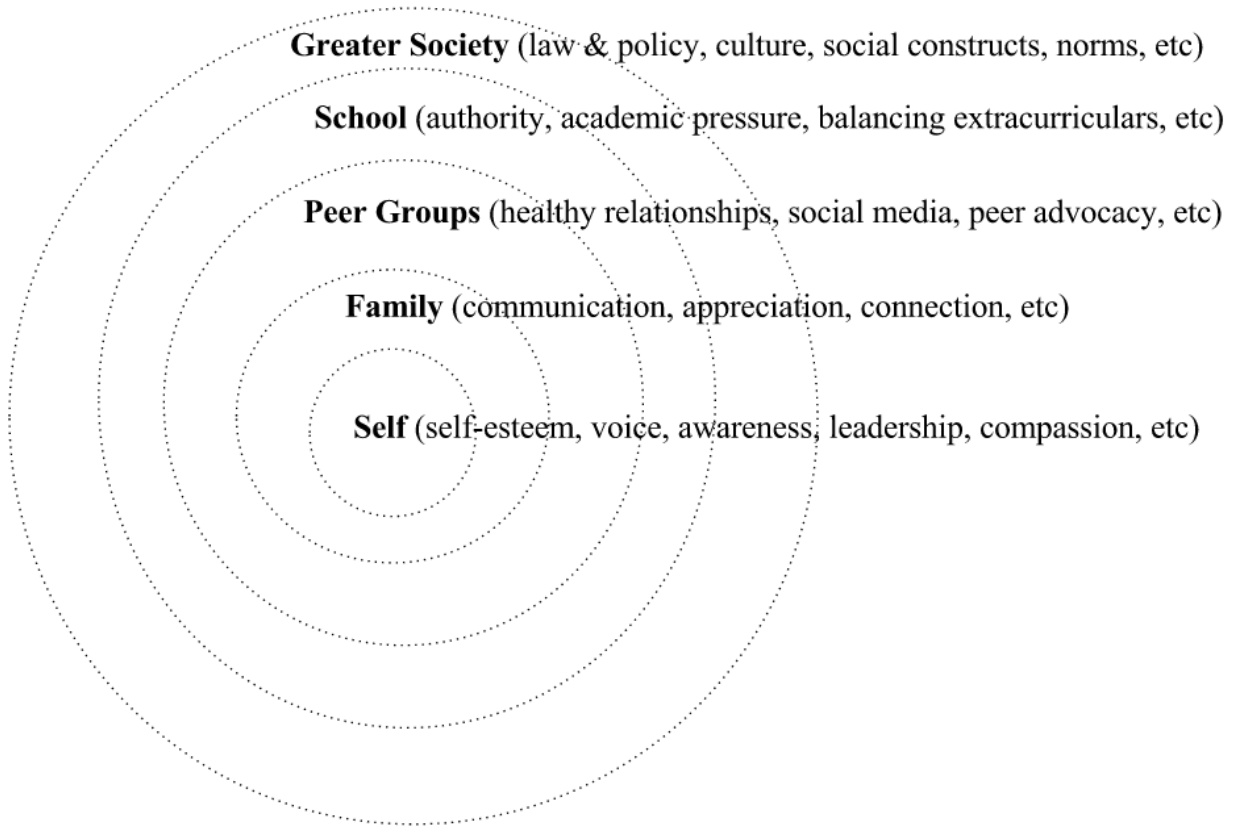 Greater Society (law & policy, culture, social constructs, norms, etc)
School (authority, academic pressure, balancing extracurriculars, etc)
Peer Groups (healthy relationships, social media, peer advocacy, etc)
Family (communication, appreciation, connection, etc)
Self (self-esteem, voice, awareness, leadership, compassion, etc)